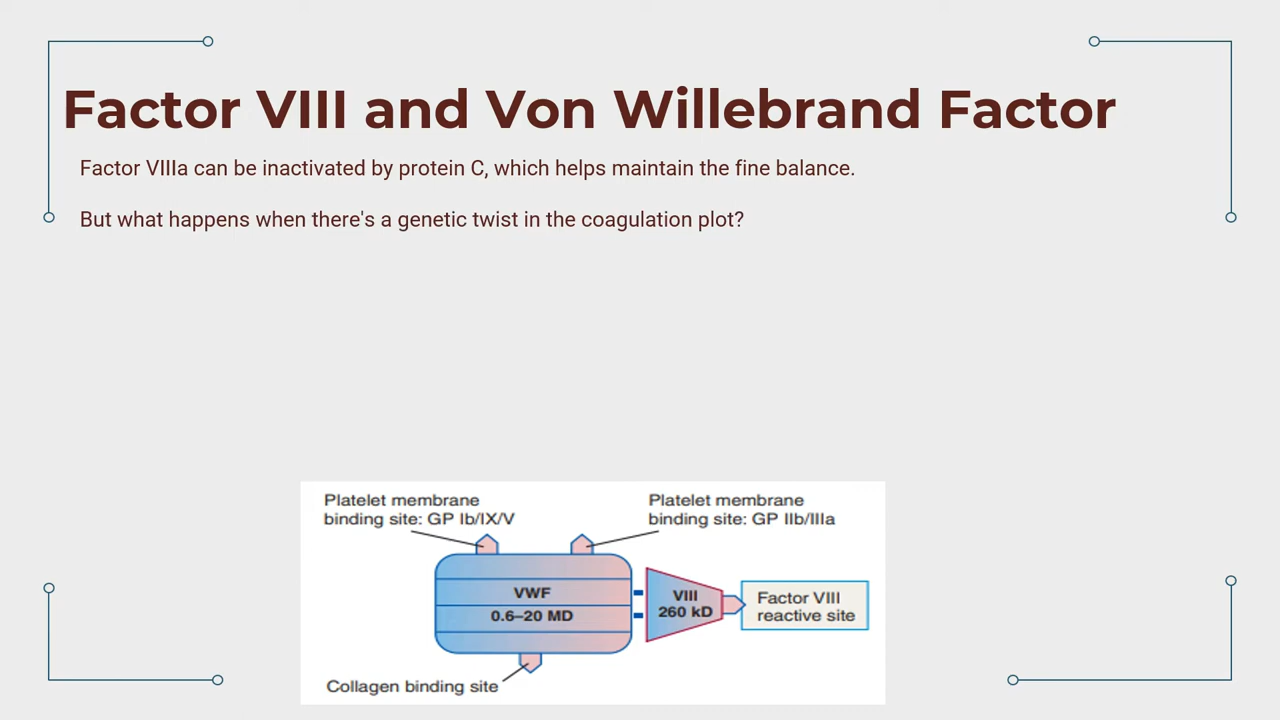 Factor VIII and Von Willebrand Factor
Factor VIIIa can be inactivated by protein C, which helps maintain the fine balance.
But what happens when there's a genetic twist in the coagulation plot?
Platelet membrane
binding site: GP Ib/IX/V
Platelet membrane
binding site: GP IIb/IIIa
VWF
0.6–20 MD
VIII
260 kD
Factor VIII
reactive site
Collagen binding site